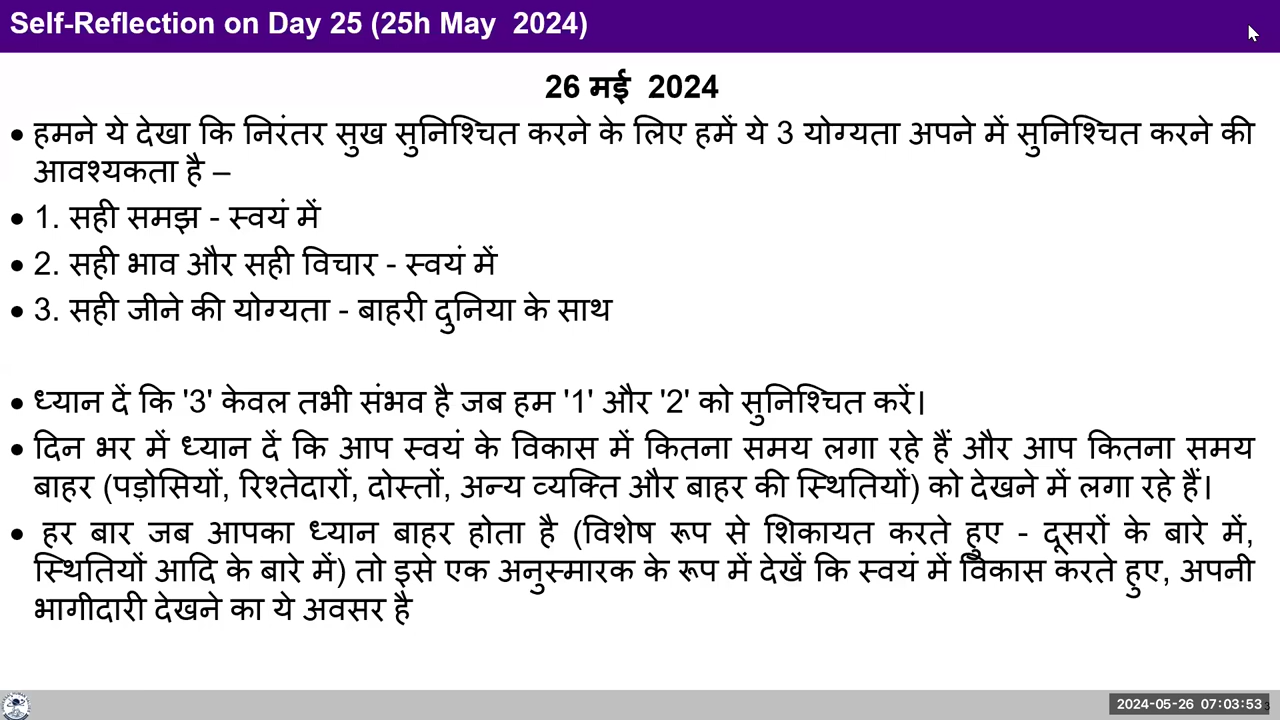 Self-Reflection on Day 25 (25h May 2024)
26 मई 2024
• हमने ये देखा कि निरंतर सुख सुनिश्चित करने के लिए हमें ये 3 योग्यता अपने में सुनिश्चित करने की
आवश्यकता है –
• 1. सही समझ - स्वयं में
• 2. सही भाव और सही विचार - स्वयं में
• 3. सही जीने की योग्यता - बाहरी दुनिया के साथ
• ध्यान दें कि '3' केवल तभी संभव है जब हम '1' और '2' को सुनिश्चित करें।
• दिन भर में ध्यान दें कि आप स्वयं के विकास में कितना समय लगा रहे हैं और आप कितना समय
बाहर (पड़ोसियों, रिश्तेदारों, दोस्तों, अन्य व्यक्ति और बाहर की स्थितियों) को देखने में लगा रहे हैं।
• हर बार जब आपका ध्यान बाहर होता है (विशेष रूप से शिकायत करते हुए - दूसरों के बारे में,
स्थितियों आदि के बारे में) तो इसे एक अनुस्मारक के रूप में देखें कि स्वयं में विकास करते हुए, अपनी
भागीदारी देखने का ये अवसर है
2024-05-26 07:03:53
3